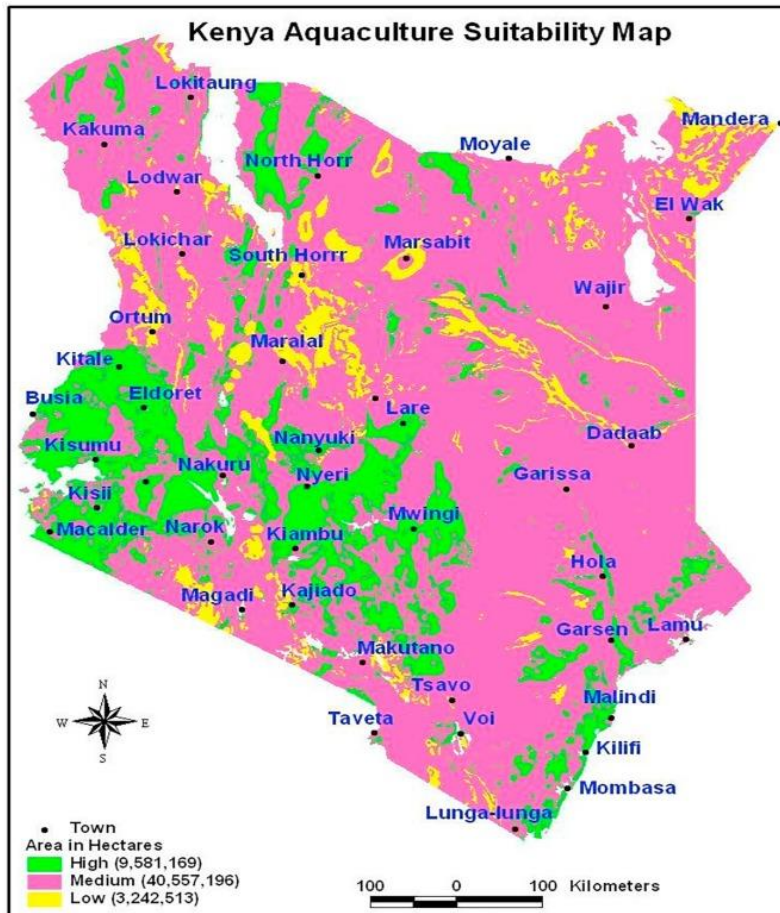 Kenya Aquaculture Suitability Map
Lokitaung
Mandera
Kakuma
Moyale
North Horr
Lodwar
El Wak
Lokichar
South Horrr
Marsabit
Wajir
Ortum
Kitale
Maralal
Busia
Eldoret
Lare
Kisumu
Nanyuki
Dadaab
Nakuru
Nyeri
Garissa
Kisii
Macalder
Narok
Kiambu
Mwingi
Hola
Magadi
Kajiado
Garsen
Lamu
Makutano
Tsavo
Malindi
Taveta
Voi
Kilifi
Mombasa
Lunga-lunga
N
W E
S
Town
Area in Hectares
High (9,581,169)
Medium (40,557,196)
Low (3,242,513)
100 0 100 Kilometers